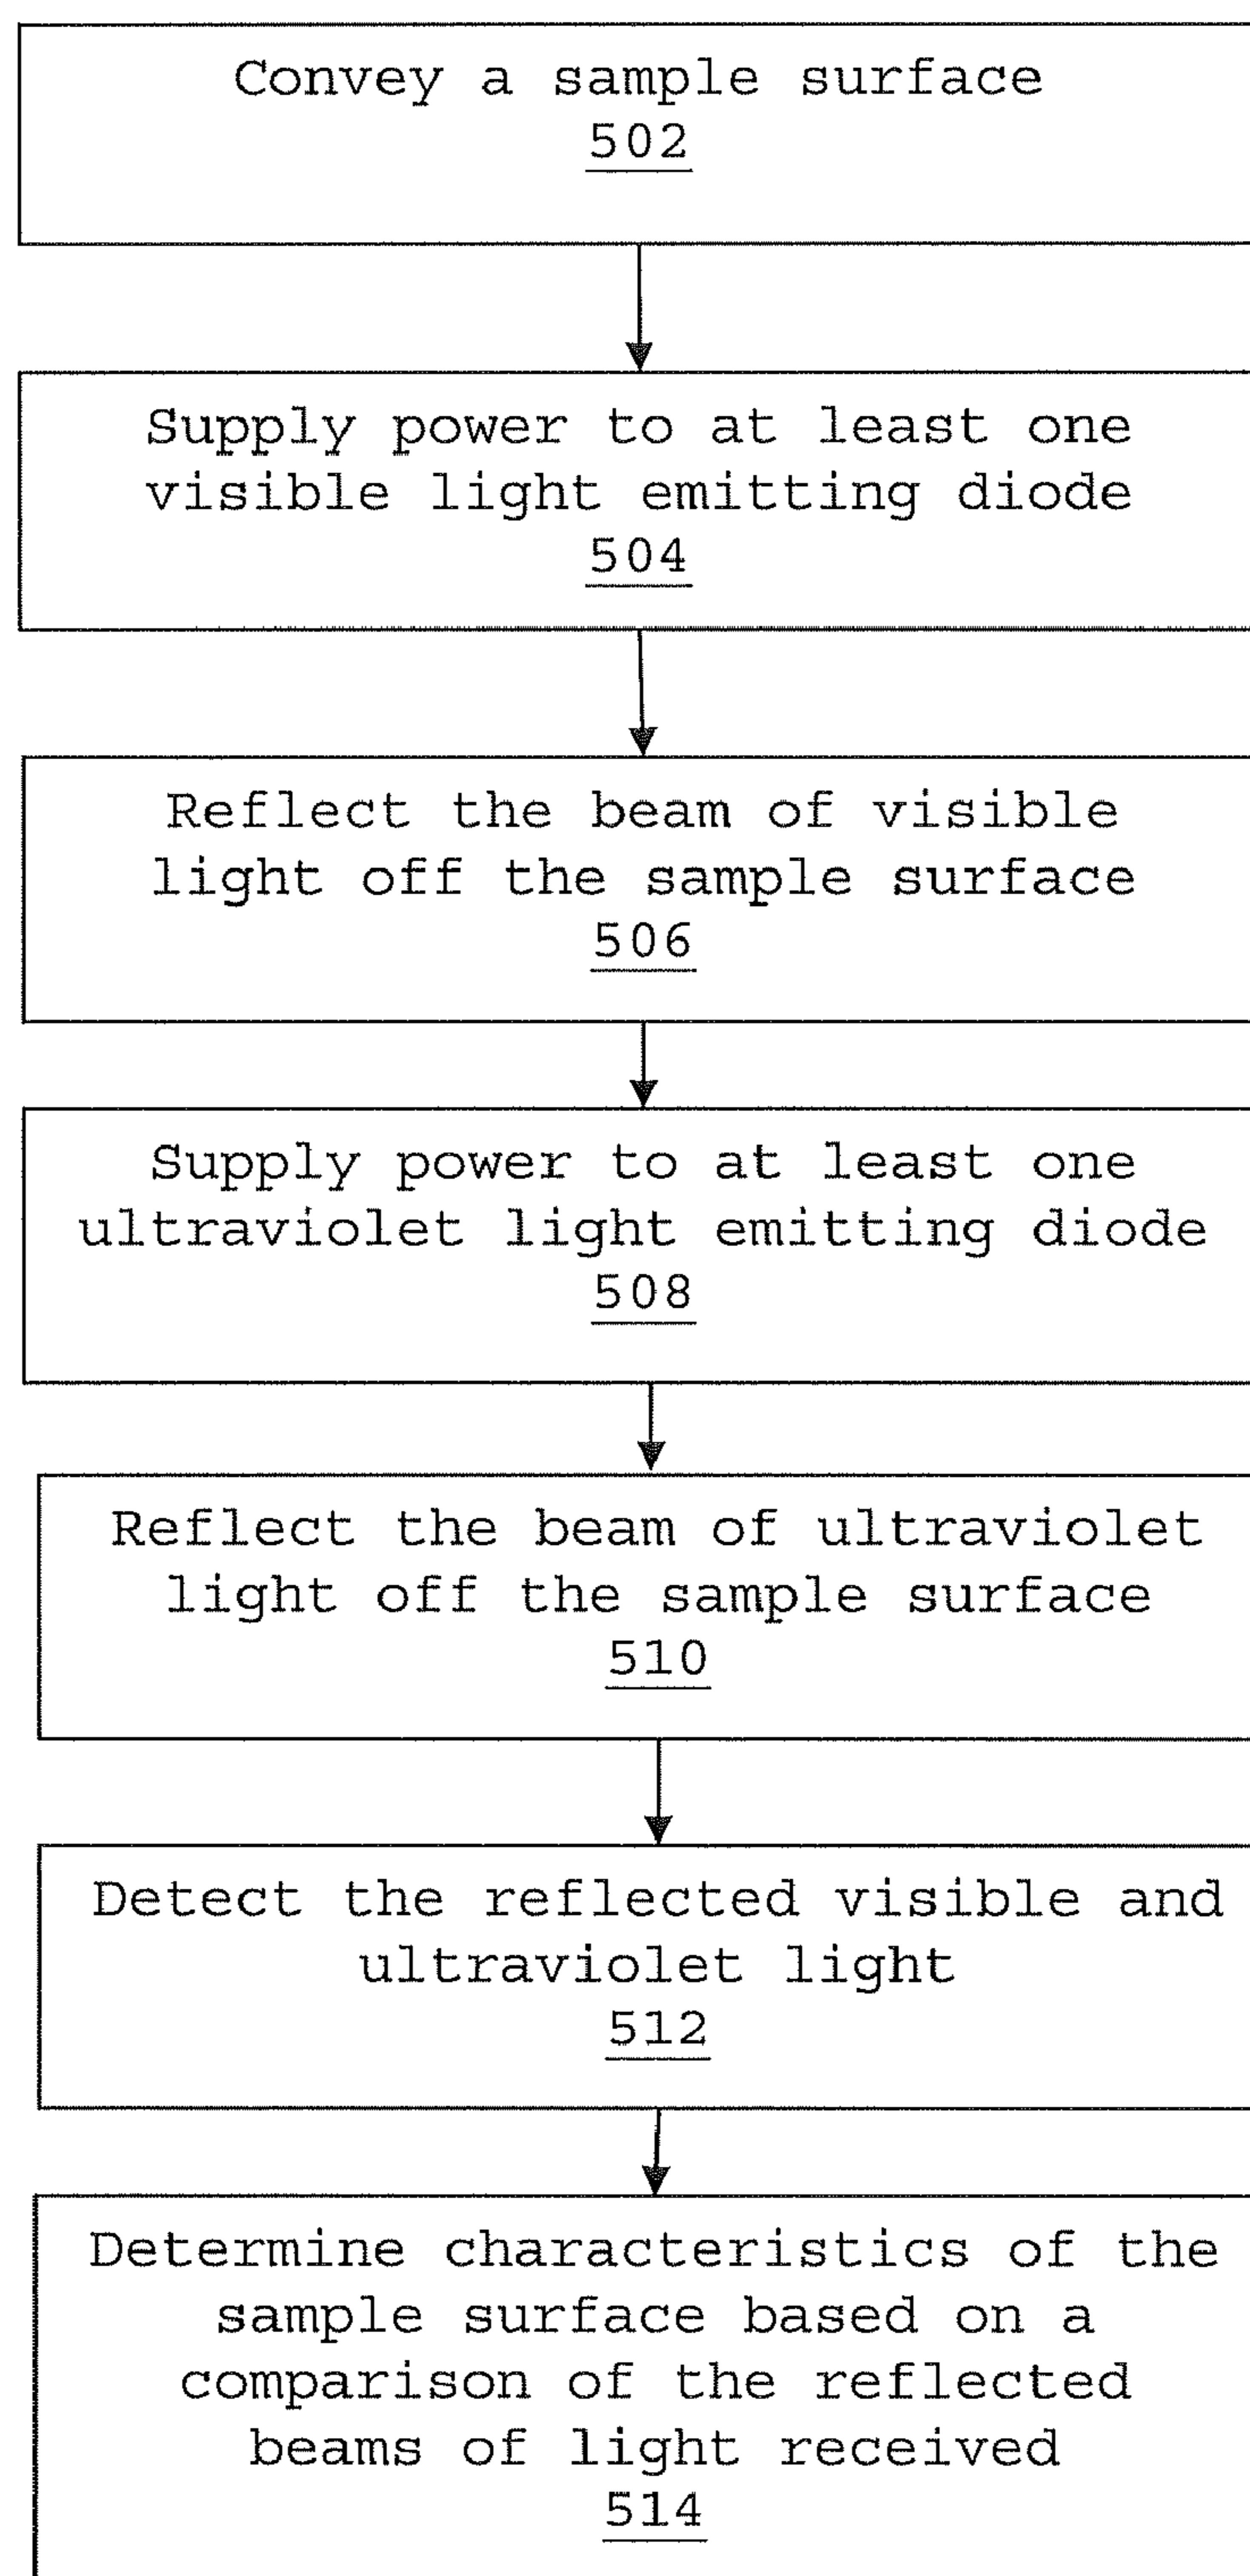 Convey a sample surface
502
Supply power to at least one
visible light emitting diode
504
Reflect the beam of visible
light off the sample surface
506
Supply power to at least one
ultraviolet light emitting diode
508
Reflect the beam of ultraviolet
light off the sample surface
510
Detect the reflected visible and
ultraviolet light
512
Determine characteristics of the
sample surface based on a
comparison of the reflected
beams of light received
514